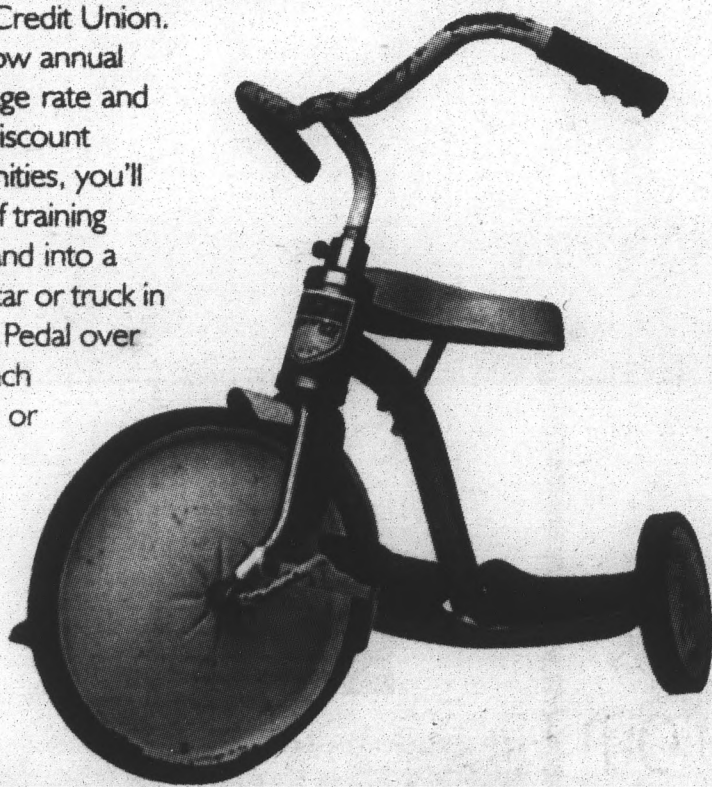 Credit Union.
ow annual
ge rate and
iscount
nities, you'll
f training
and into a
car or truck in
Pedal over
ch
or